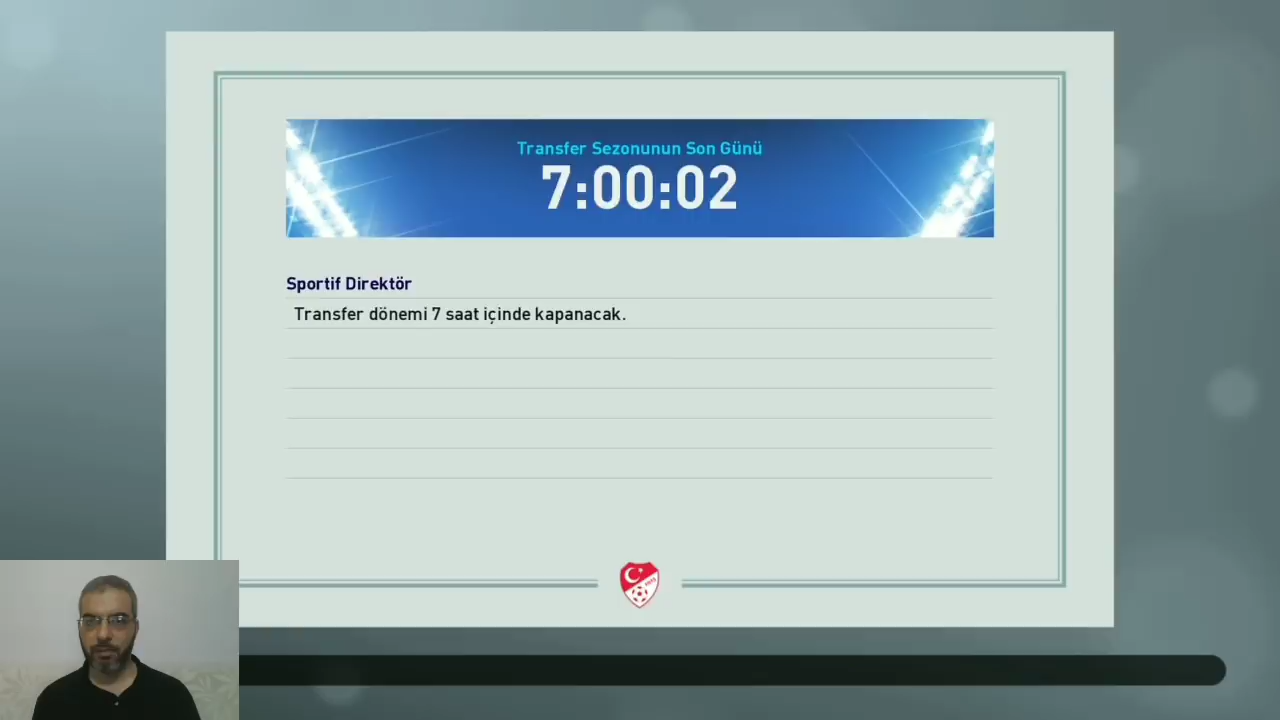 Transfer Sezonunun Son Günü
7:00:02
Sportif Direktör
Transfer dönemi 7 saat içinde kapanacak.